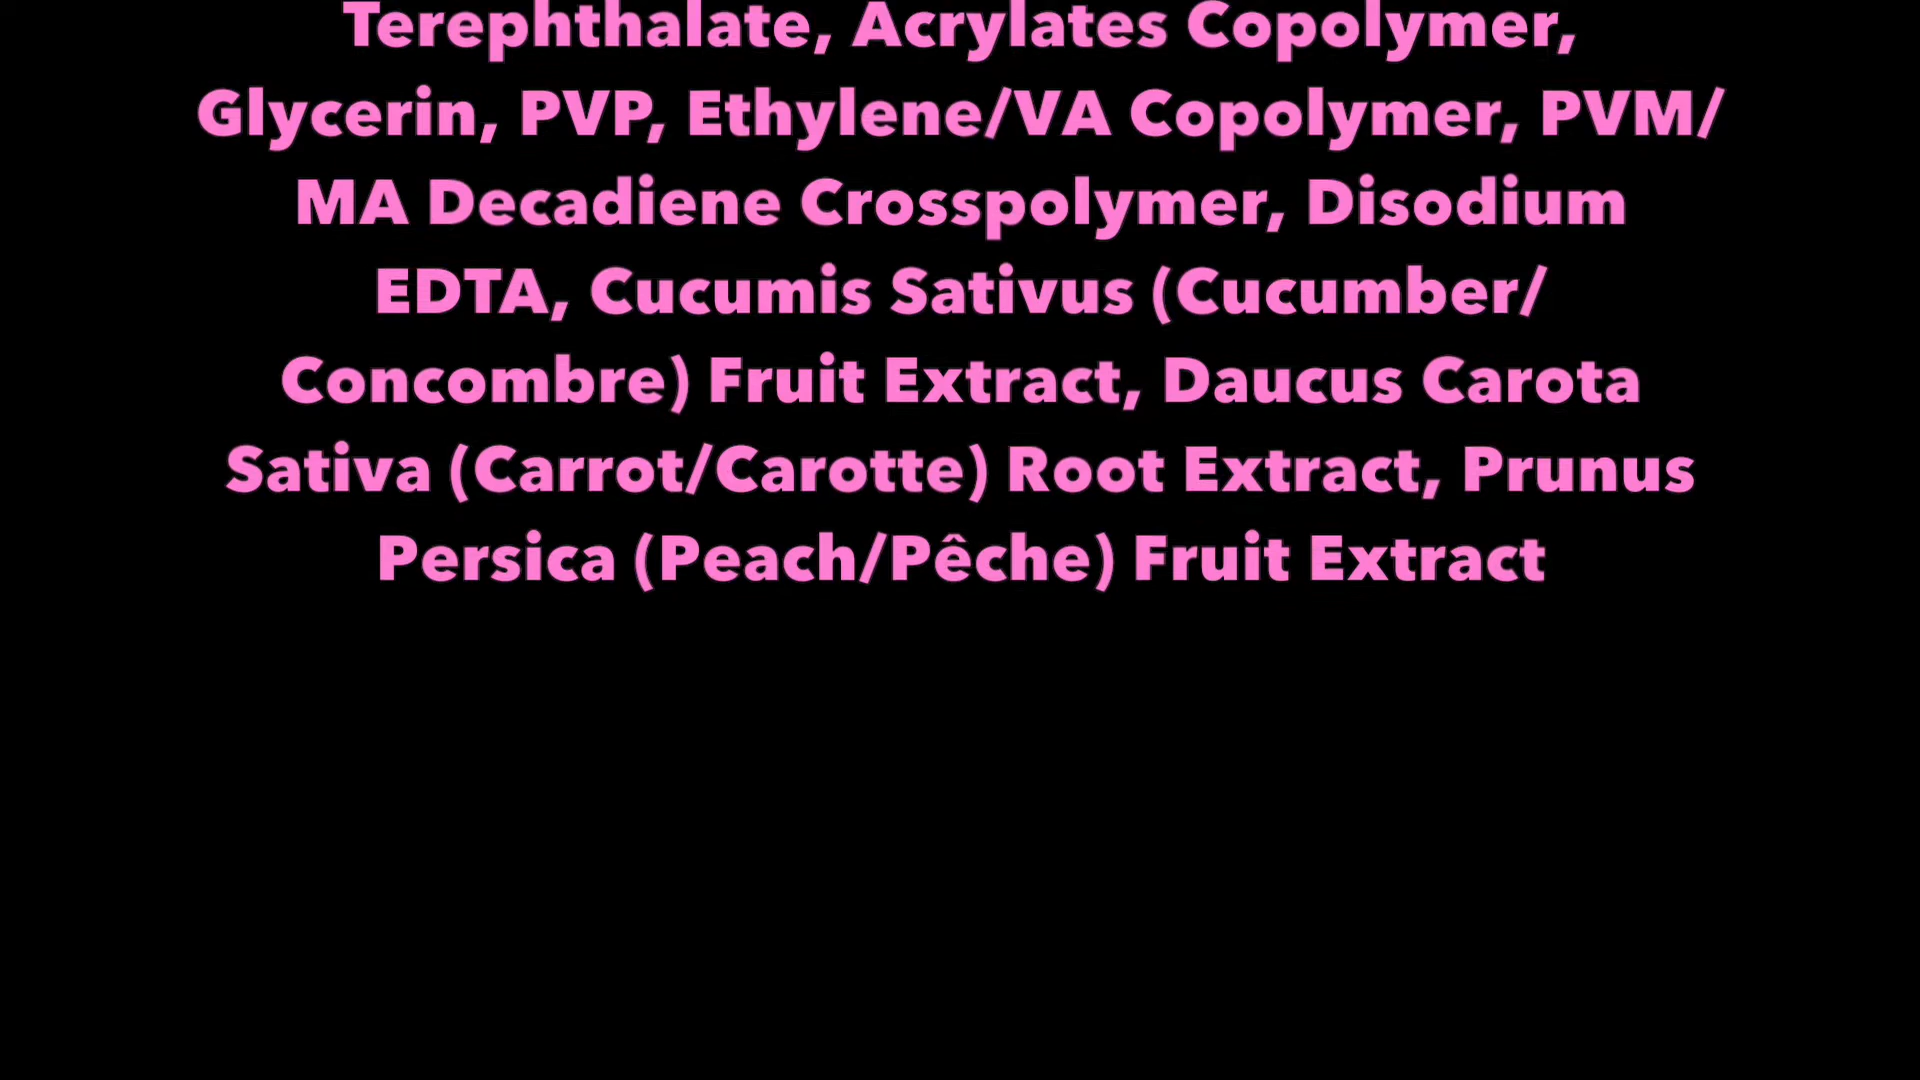 Terephthalate, Acrylates Copolymer,
Glycerin, PVP, Ethylene/VA Copolymer, PVM/
MA Decadiene Crosspolymer, Disodium
EDTA, Cucumis Sativus (Cucumber/
Concombre) Fruit Extract, Daucus Carota
Sativa (Carrot/Carotte) Root Extract, Prunus
Persica (Peach/Pêche) Fruit Extract